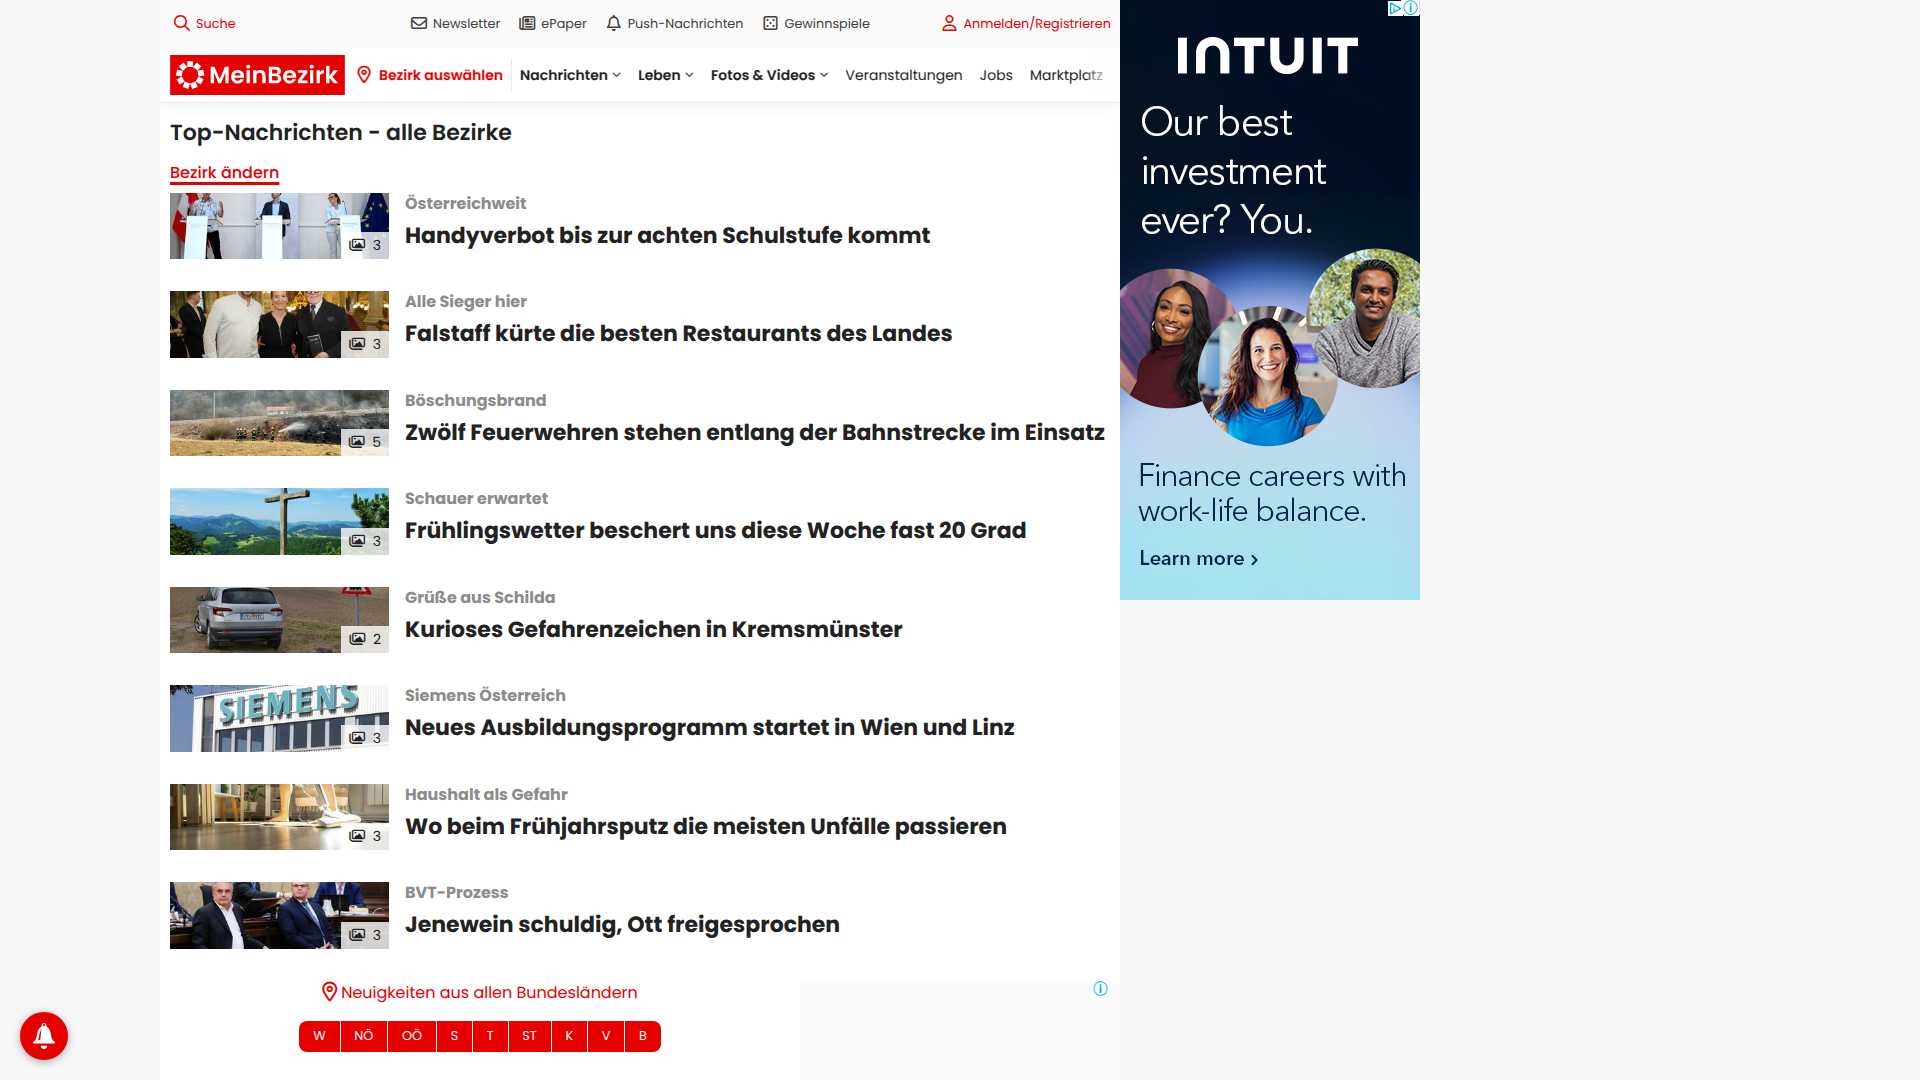 Suche
Newsletter
ePaper
Push-Nachrichten
Gewinnspiele
Anmelden/Registrieren
MeinBezirk
Bezirk auswählen
Nachrichten
Leben
Fotos & Videos
Veranstaltungen
Jobs
Marktplatz
Top-Nachrichten - alle Bezirke
Bezirk ändern
3
Österreichweit
Handyverbot bis zur achten Schulstufe kommt
3
Alle Sieger hier
Falstaff kürte die besten Restaurants des Landes
5
Böschungsbrand
Zwölf Feuerwehren stehen entlang der Bahnstrecke im Einsatz
3
Schauer erwartet
Frühlingswetter beschert uns diese Woche fast 20 Grad
2
Grüße aus Schilda
Kurioses Gefahrenzeichen in Kremsmünster
SIEMENS
3
Siemens Österreich
Neues Ausbildungsprogramm startet in Wien und Linz
3
Haushalt als Gefahr
Wo beim Frühjahrsputz die meisten Unfälle passieren
3
BVT-Prozess
Jenewein schuldig, Ott freigesprochen
Neuigkeiten aus allen Bundesländern
W
NÖ
OÖ
S
T
ST
K
V
B
INTUIT
Our best
investment
ever? You.
Finance careers with
work-life balance.
Learn more ›